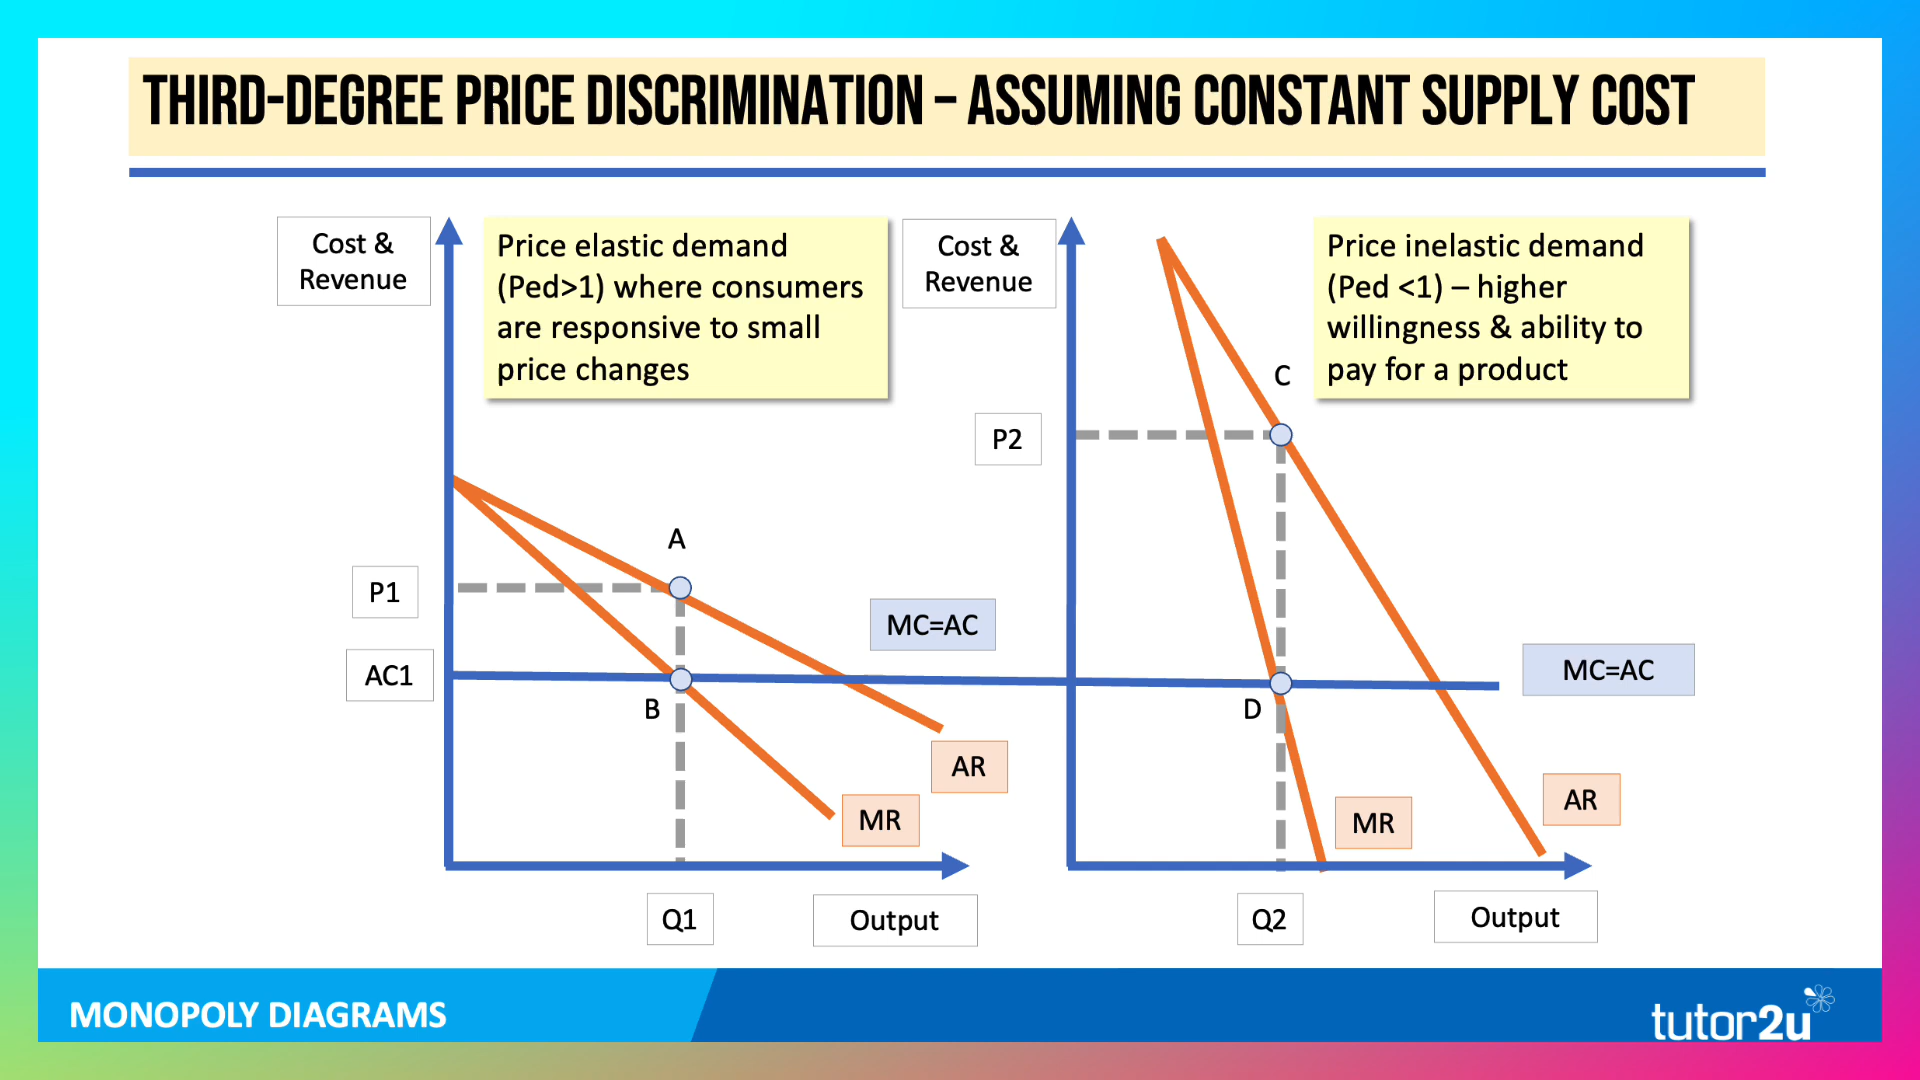 THIRD-DEGREE PRICE DISCRIMINATION – ASSUMING CONSTANT SUPPLY COST
Cost &
Revenue
Price elastic demand
(Ped>1) where consumers
are responsive to small
price changes
A
P1
AC1
B
MC=AC
AR
MR
Q1
Output
Cost &
Revenue
Price inelastic demand
(Ped <1) – higher
willingness & ability to
pay for a product
C
P2
MC=AC
D
AR
MR
Q2
Output
MONOPOLY DIAGRAMS
tutor2u